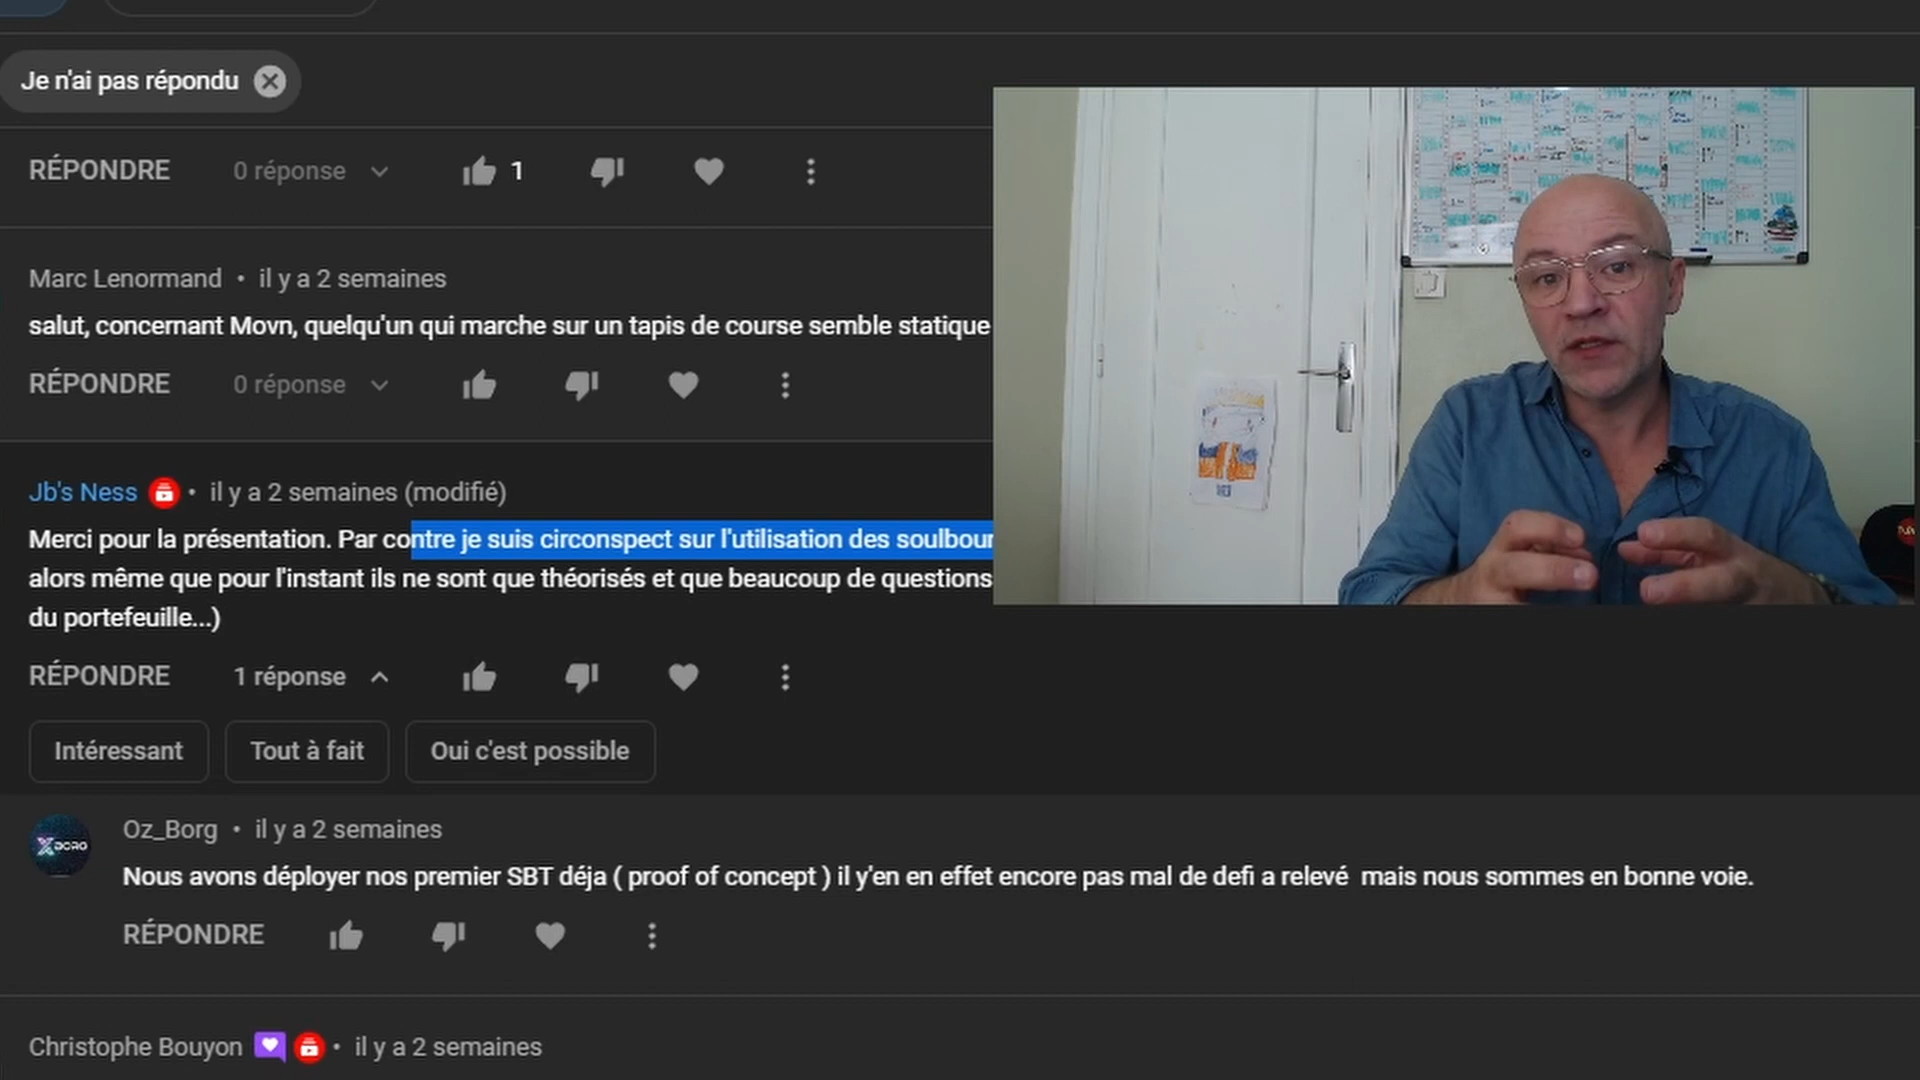 Je n'ai pas répondu
RÉPONDRE 0 réponse 1
Marc Lenormand • il y a 2 semaines
salut, concernant Movn, quelqu'un qui marche sur un tapis de course semble statique
RÉPONDRE 0 réponse
Jb's Ness • il y a 2 semaines (modifié)
Merci pour la présentation. Par contre je suis circonspect sur l'utilisation des soulboun
alors même que pour l'instant ils ne sont que théorisés et que beaucoup de questions
du portefeuille...)
RÉPONDRE 1 réponse
Intéressant Tout à fait Oui c'est possible
Oz_Borg • il y a 2 semaines
Nous avons déployer nos premier SBT déja ( proof of concept ) il y'en en effet encore pas mal de defi a relevé mais nous sommes en bonne voie.
RÉPONDRE
Christophe Bouyon • il y a 2 semaines